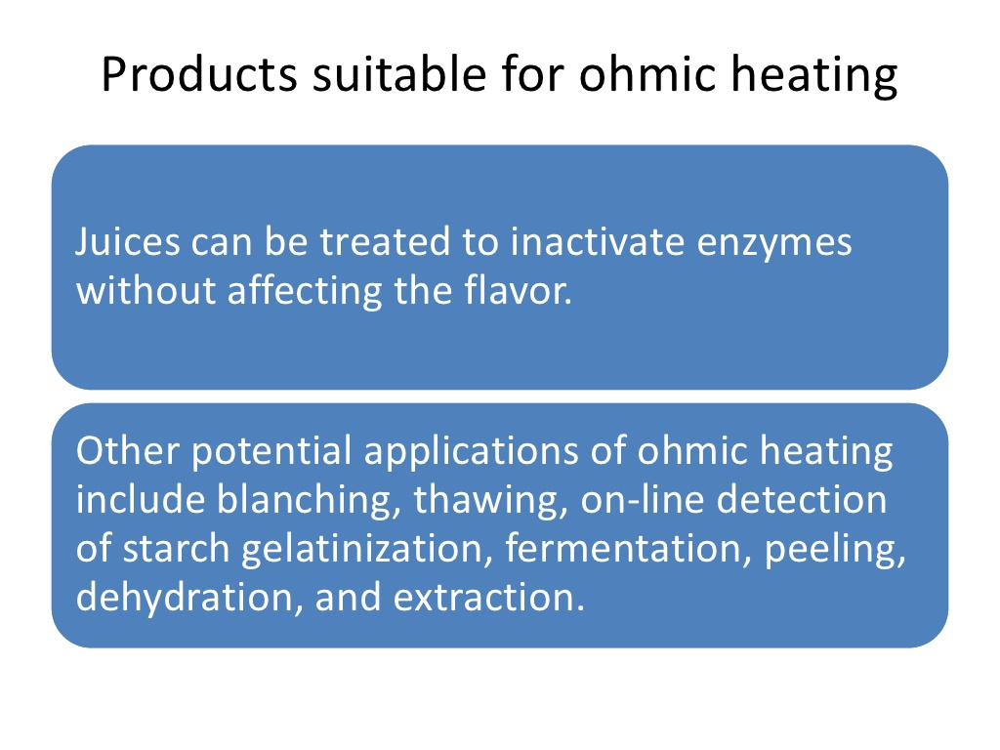 Products suitable for ohmic heating
Juices can be treated to inactivate enzymes
without affecting the flavor.
Other potential applications of ohmic heating
include blanching, thawing, on-line detection
of starch gelatinization, fermentation, peeling,
dehydration, and extraction.